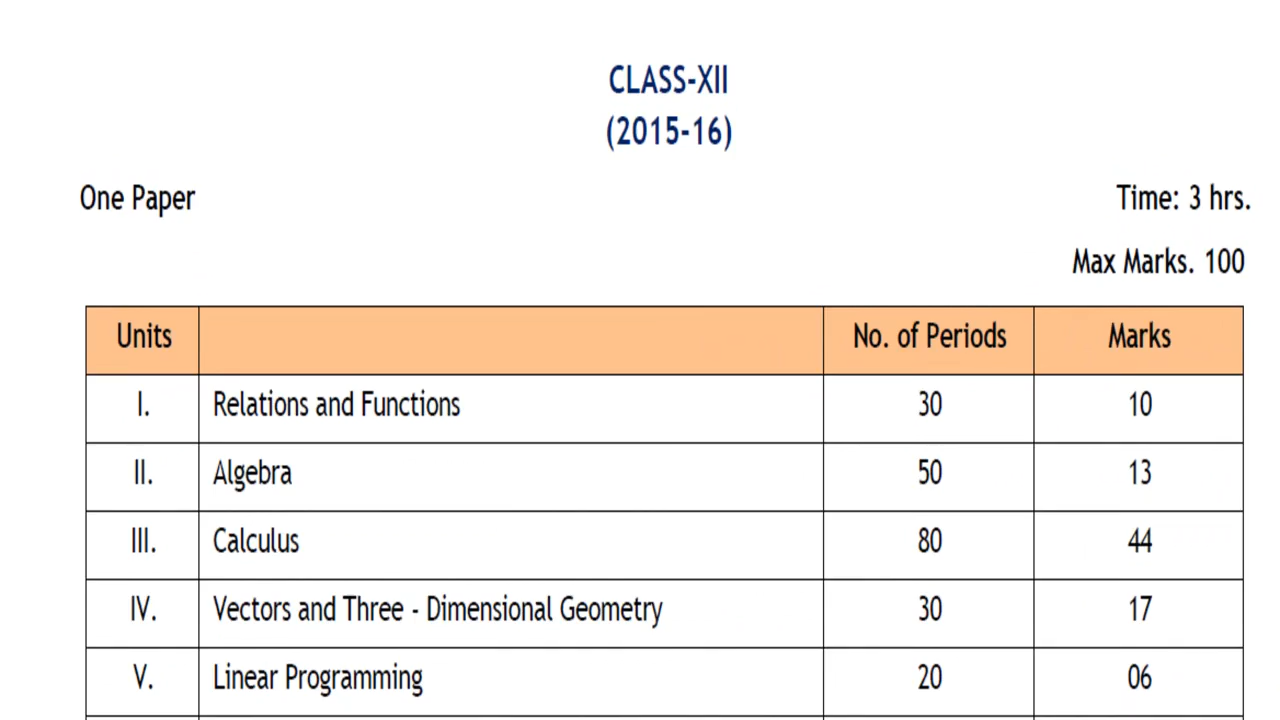 CLASS-XII
(2015-16)
One Paper Time: 3 hrs.
Max Marks. 100
Units No. of Periods Marks
I. Relations and Functions 30 10
II. Algebra 50 13
III. Calculus 80 44
IV. Vectors and Three - Dimensional Geometry 30 17
V. Linear Programming 20 06